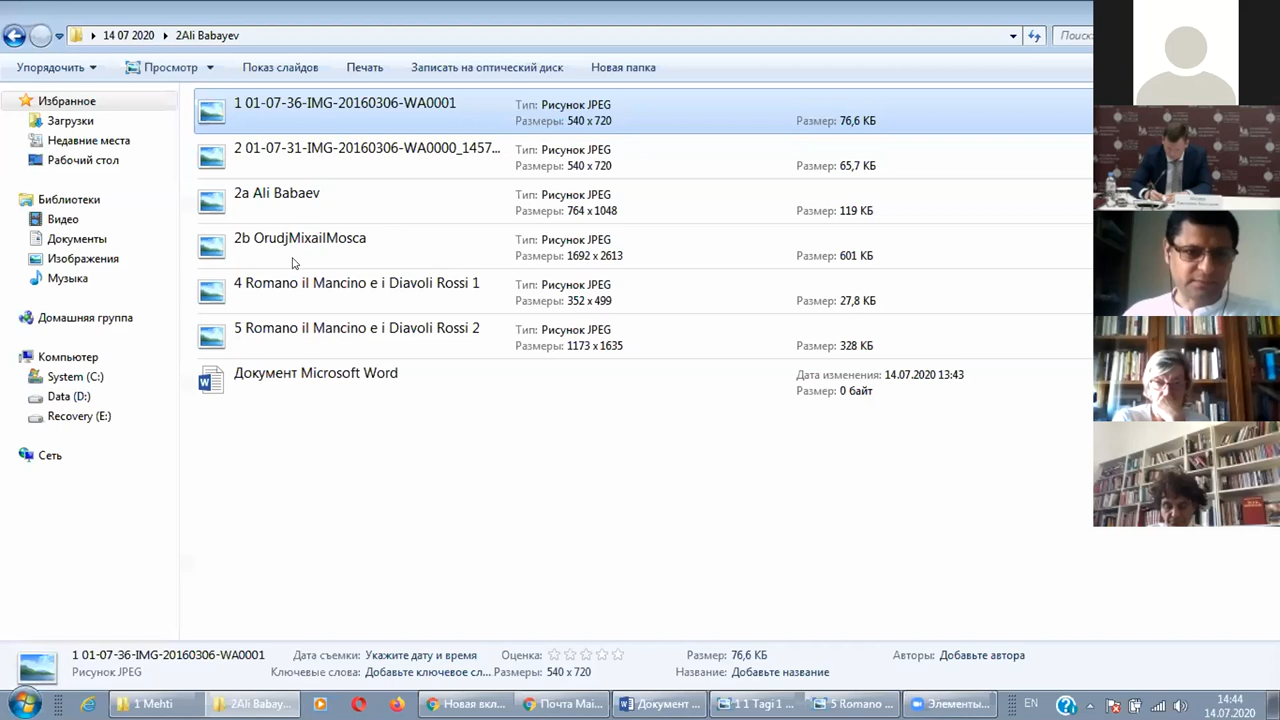 14 07 2020 2Ali Babayev Поиск:
Упорядочить Просмотр Показ слайдов Печать Записать на оптический диск Новая папка
Избранное
Загрузки
Недавние места
Рабочий стол
Библиотеки
Видео
Документы
Изображения
Музыка
Домашняя группа
Компьютер
System (C:)
Data (D:)
Recovery (E:)
Сеть
1 01-07-36-IMG-20160306-WA0001 Тип: Рисунок JPEG
Размеры: 540 x 720 Размер: 76,6 КБ
2 01-07-31-IMG-20160306-WA0000_1457... Тип: Рисунок JPEG
Размеры: 540 x 720 Размер: 65,7 КБ
2a Ali Babaev Тип: Рисунок JPEG
Размеры: 764 x 1048 Размер: 119 КБ
2b OrudjMixailMosca Тип: Рисунок JPEG
Размеры: 1692 x 2613 Размер: 601 КБ
4 Romano il Mancino e i Diavoli Rossi 1 Тип: Рисунок JPEG
Размеры: 352 x 499 Размер: 27,8 КБ
5 Romano il Mancino e i Diavoli Rossi 2 Тип: Рисунок JPEG
Размеры: 1173 x 1635 Размер: 328 КБ
Документ Microsoft Word Дата изменения: 14.07.2020 13:43
Размер: 0 байт
1 01-07-36-IMG-20160306-WA0001 Дата съемки: Укажите дату и время Оценка: Размер: 76,6 КБ Авторы: Добавьте автора
Рисунок JPEG Ключевые слова: Добавьте ключевое сл... Размеры: 540 x 720 Название: Добавьте название
1 Mehti 2Ali Babay... Новая вкл... Почта Mai... Документ ... 1 1 Tagi 1 ... 5 Romano ... Элементы... EN 14:44
14.07.2020